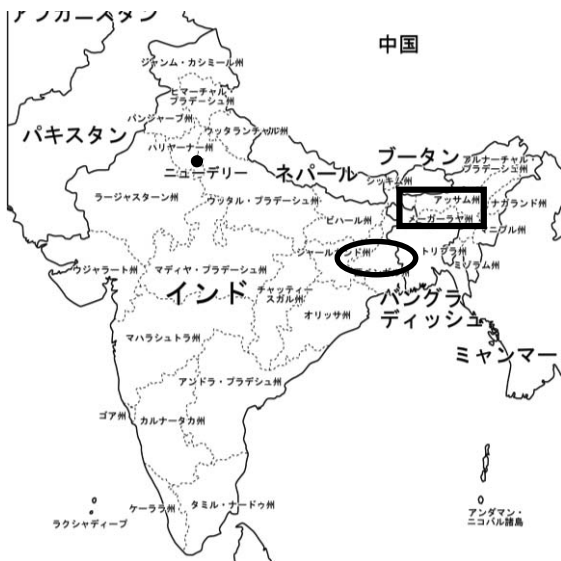 アフガニスタン
中国
ジャンム・カシミール州
ヒマーチャル
プラデーシュ州
パンジャーブ州
ウッタランチャル州
パキスタン
ハリヤーナー州
ニューデリー
ネパール
ブータン
シッキム州
アルナーチャル
プラデーシュ州
アッサム州
ナガランド州
メーガーラヤ州
マニプル州
ラージャスターン州
ウッタル・プラデーシュ州
ビハール州
ジャールカンド州
トリプラ州
ミゾラム州
ウジャラート州
マディヤ・プラデーシュ州
インド
チャッティー
スガル州
バングラ
ディッシュ
オリッサ州
マハラシュトラ州
ミャンマー
アンドラ・プラデーシュ州
ゴア州
カルナータカ州
ケーララ州
タミル・ナードゥ州
ラクシャディープ
アンダマン・
ニコバル諸島